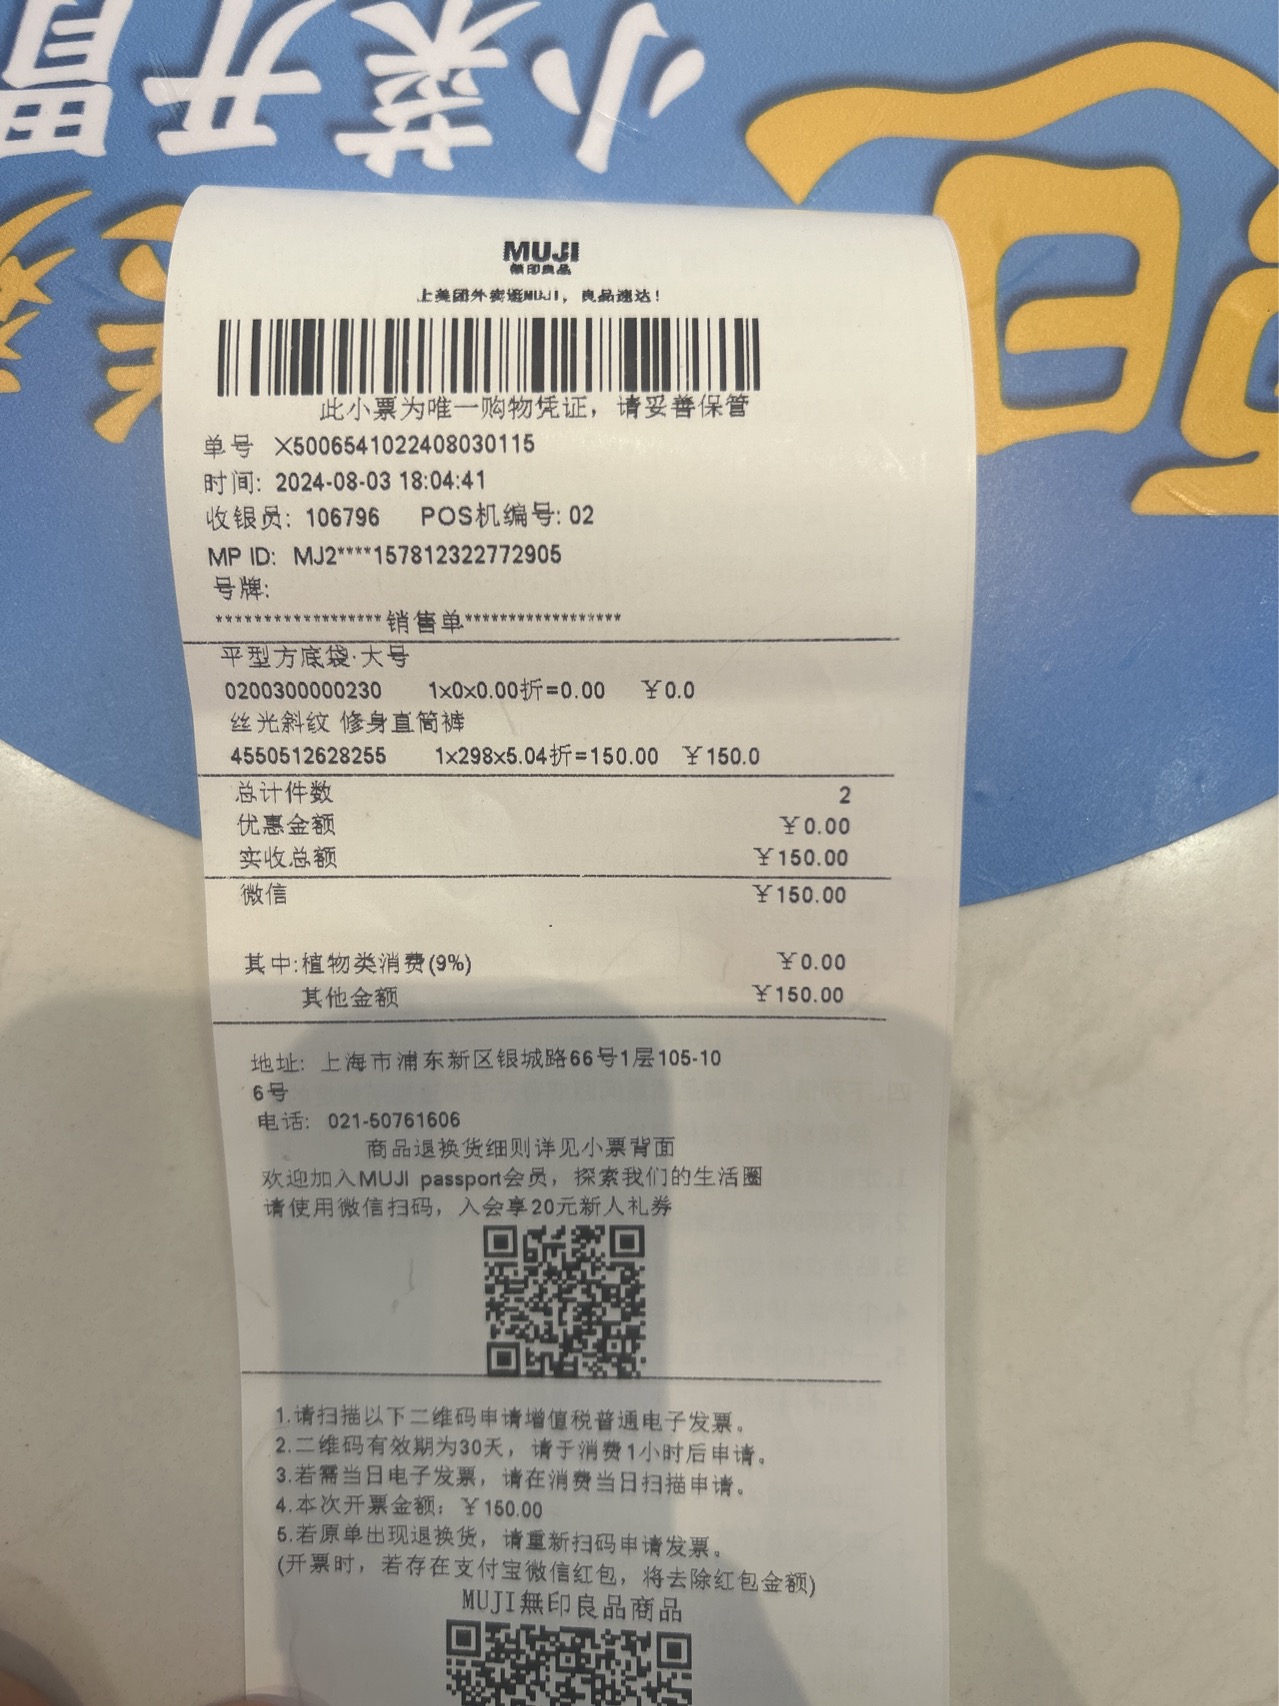 小菜开胃
MUJI
無印良品
上美团外卖逛MUJI，良品速达！
此小票为唯一购物凭证，请妥善保管
单号 X5006541022408030115
时间: 2024-08-03 18:04:41
收银员: 106796 POS机编号: 02
MP ID: MJ2****157812322772905
号牌:
******************销售单******************
平型方底袋·大号
0200300000230 1x0x0.00折=0.00 ￥0.0
丝光斜纹 修身直筒裤
4550512628255 1x298x5.04折=150.00 ￥150.0
总计件数 2
优惠金额 ￥0.00
实收总额 ￥150.00
微信 ￥150.00
其中:植物类消费(9%) ￥0.00
其他金额 ￥150.00
地址: 上海市浦东新区银城路66号1层105-10
6号
电话: 021-50761606
商品退换货细则详见小票背面
欢迎加入MUJI passport会员，探索我们的生活圈
请使用微信扫码，入会享20元新人礼券
1.请扫描以下二维码申请增值税普通电子发票。
2.二维码有效期为30天，请于消费1小时后申请。
3.若需当日电子发票，请在消费当日扫描申请。
4.本次开票金额: ￥150.00
5.若原单出现退换货，请重新扫码申请发票。
(开票时，若存在支付宝微信红包，将去除红包金额)
MUJI無印良品商品